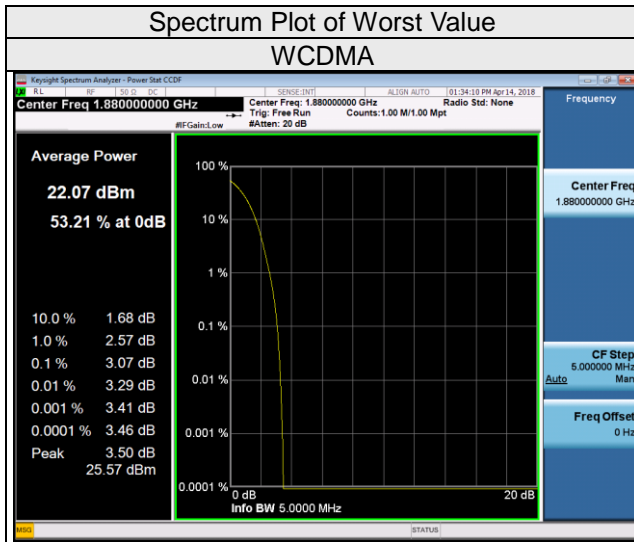 Spectrum Plot of Worst Value
WCDMA
Keysight Spectrum Analyzer - Power Stat CCDF
RL RF 50 Ω DC SENSE:INT ALIGN AUTO 01:34:10 PM Apr 14, 2018
Center Freq 1.880000000 GHz
Center Freq: 1.880000000 GHz Radio Std: None
Trig: Free Run Counts:1.00 M/1.00 Mpt
#IFGain:Low #Atten: 20 dB
Frequency
Average Power
22.07 dBm
53.21 % at 0dB
10.0 % 1.68 dB
1.0 % 2.57 dB
0.1 % 3.07 dB
0.01 % 3.29 dB
0.001 % 3.41 dB
0.0001 % 3.46 dB
Peak 3.50 dB
25.57 dBm
100 %
10 %
1 %
0.1 %
0.01 %
0.001 %
0.0001 %
0 dB 20 dB
Info BW 5.0000 MHz
Center Freq
1.880000000 GHz
CF Step
5.000000 MHz
Auto Man
Freq Offset
0 Hz
MSG STATUS